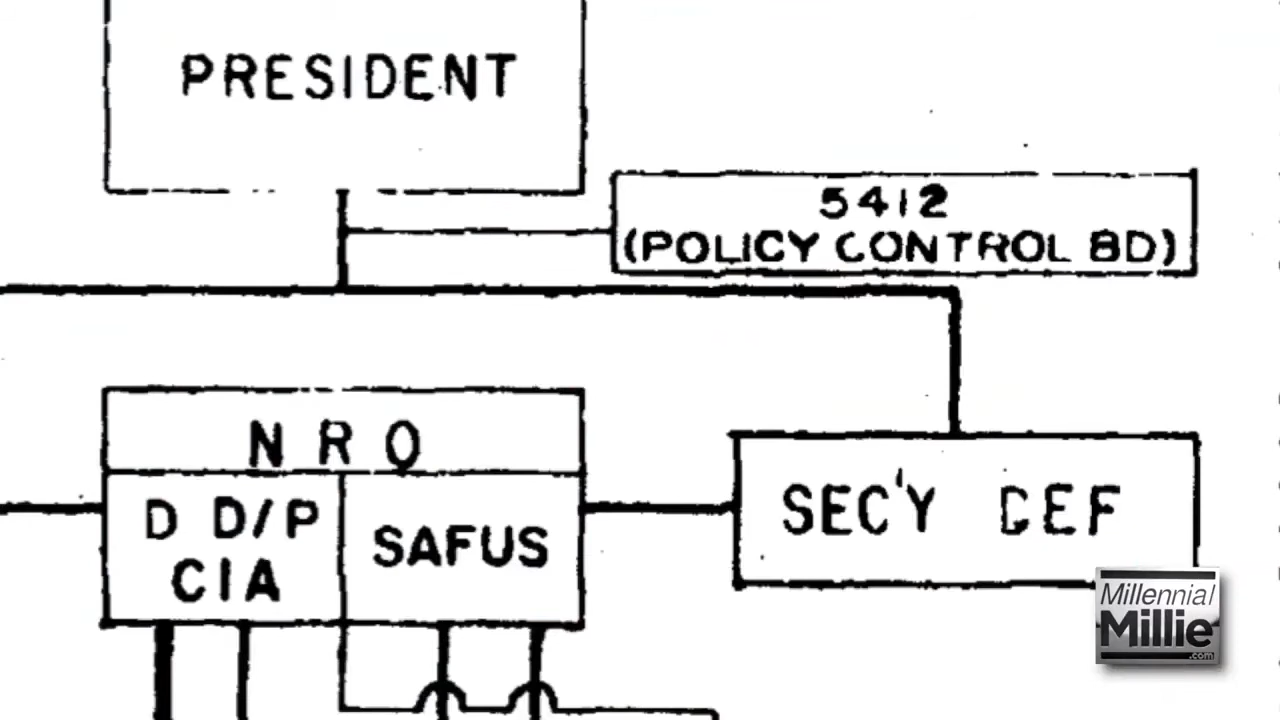 PRESIDENT
5412
(POLICY CONTROL BD)
N R O
D D/P
CIA
SAFUS
SEC'Y DEF
Millennial
Millie
.com